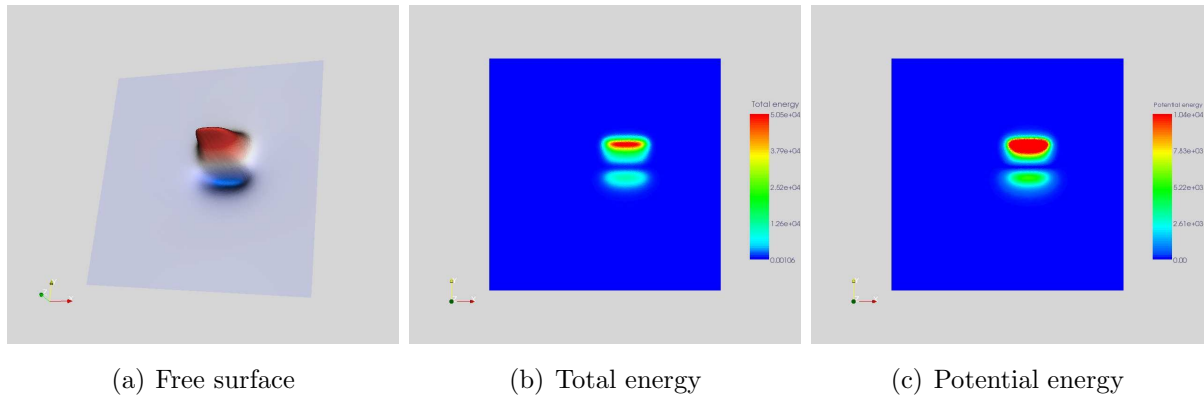 Total energy
5.05e+04
3.79e+04
2.52e+04
1.26e+04
0.00106
Potential energy
1.04e+04
7.83e+03
5.22e+03
2.61e+03
0.00
(a) Free surface
(b) Total energy
(c) Potential energy